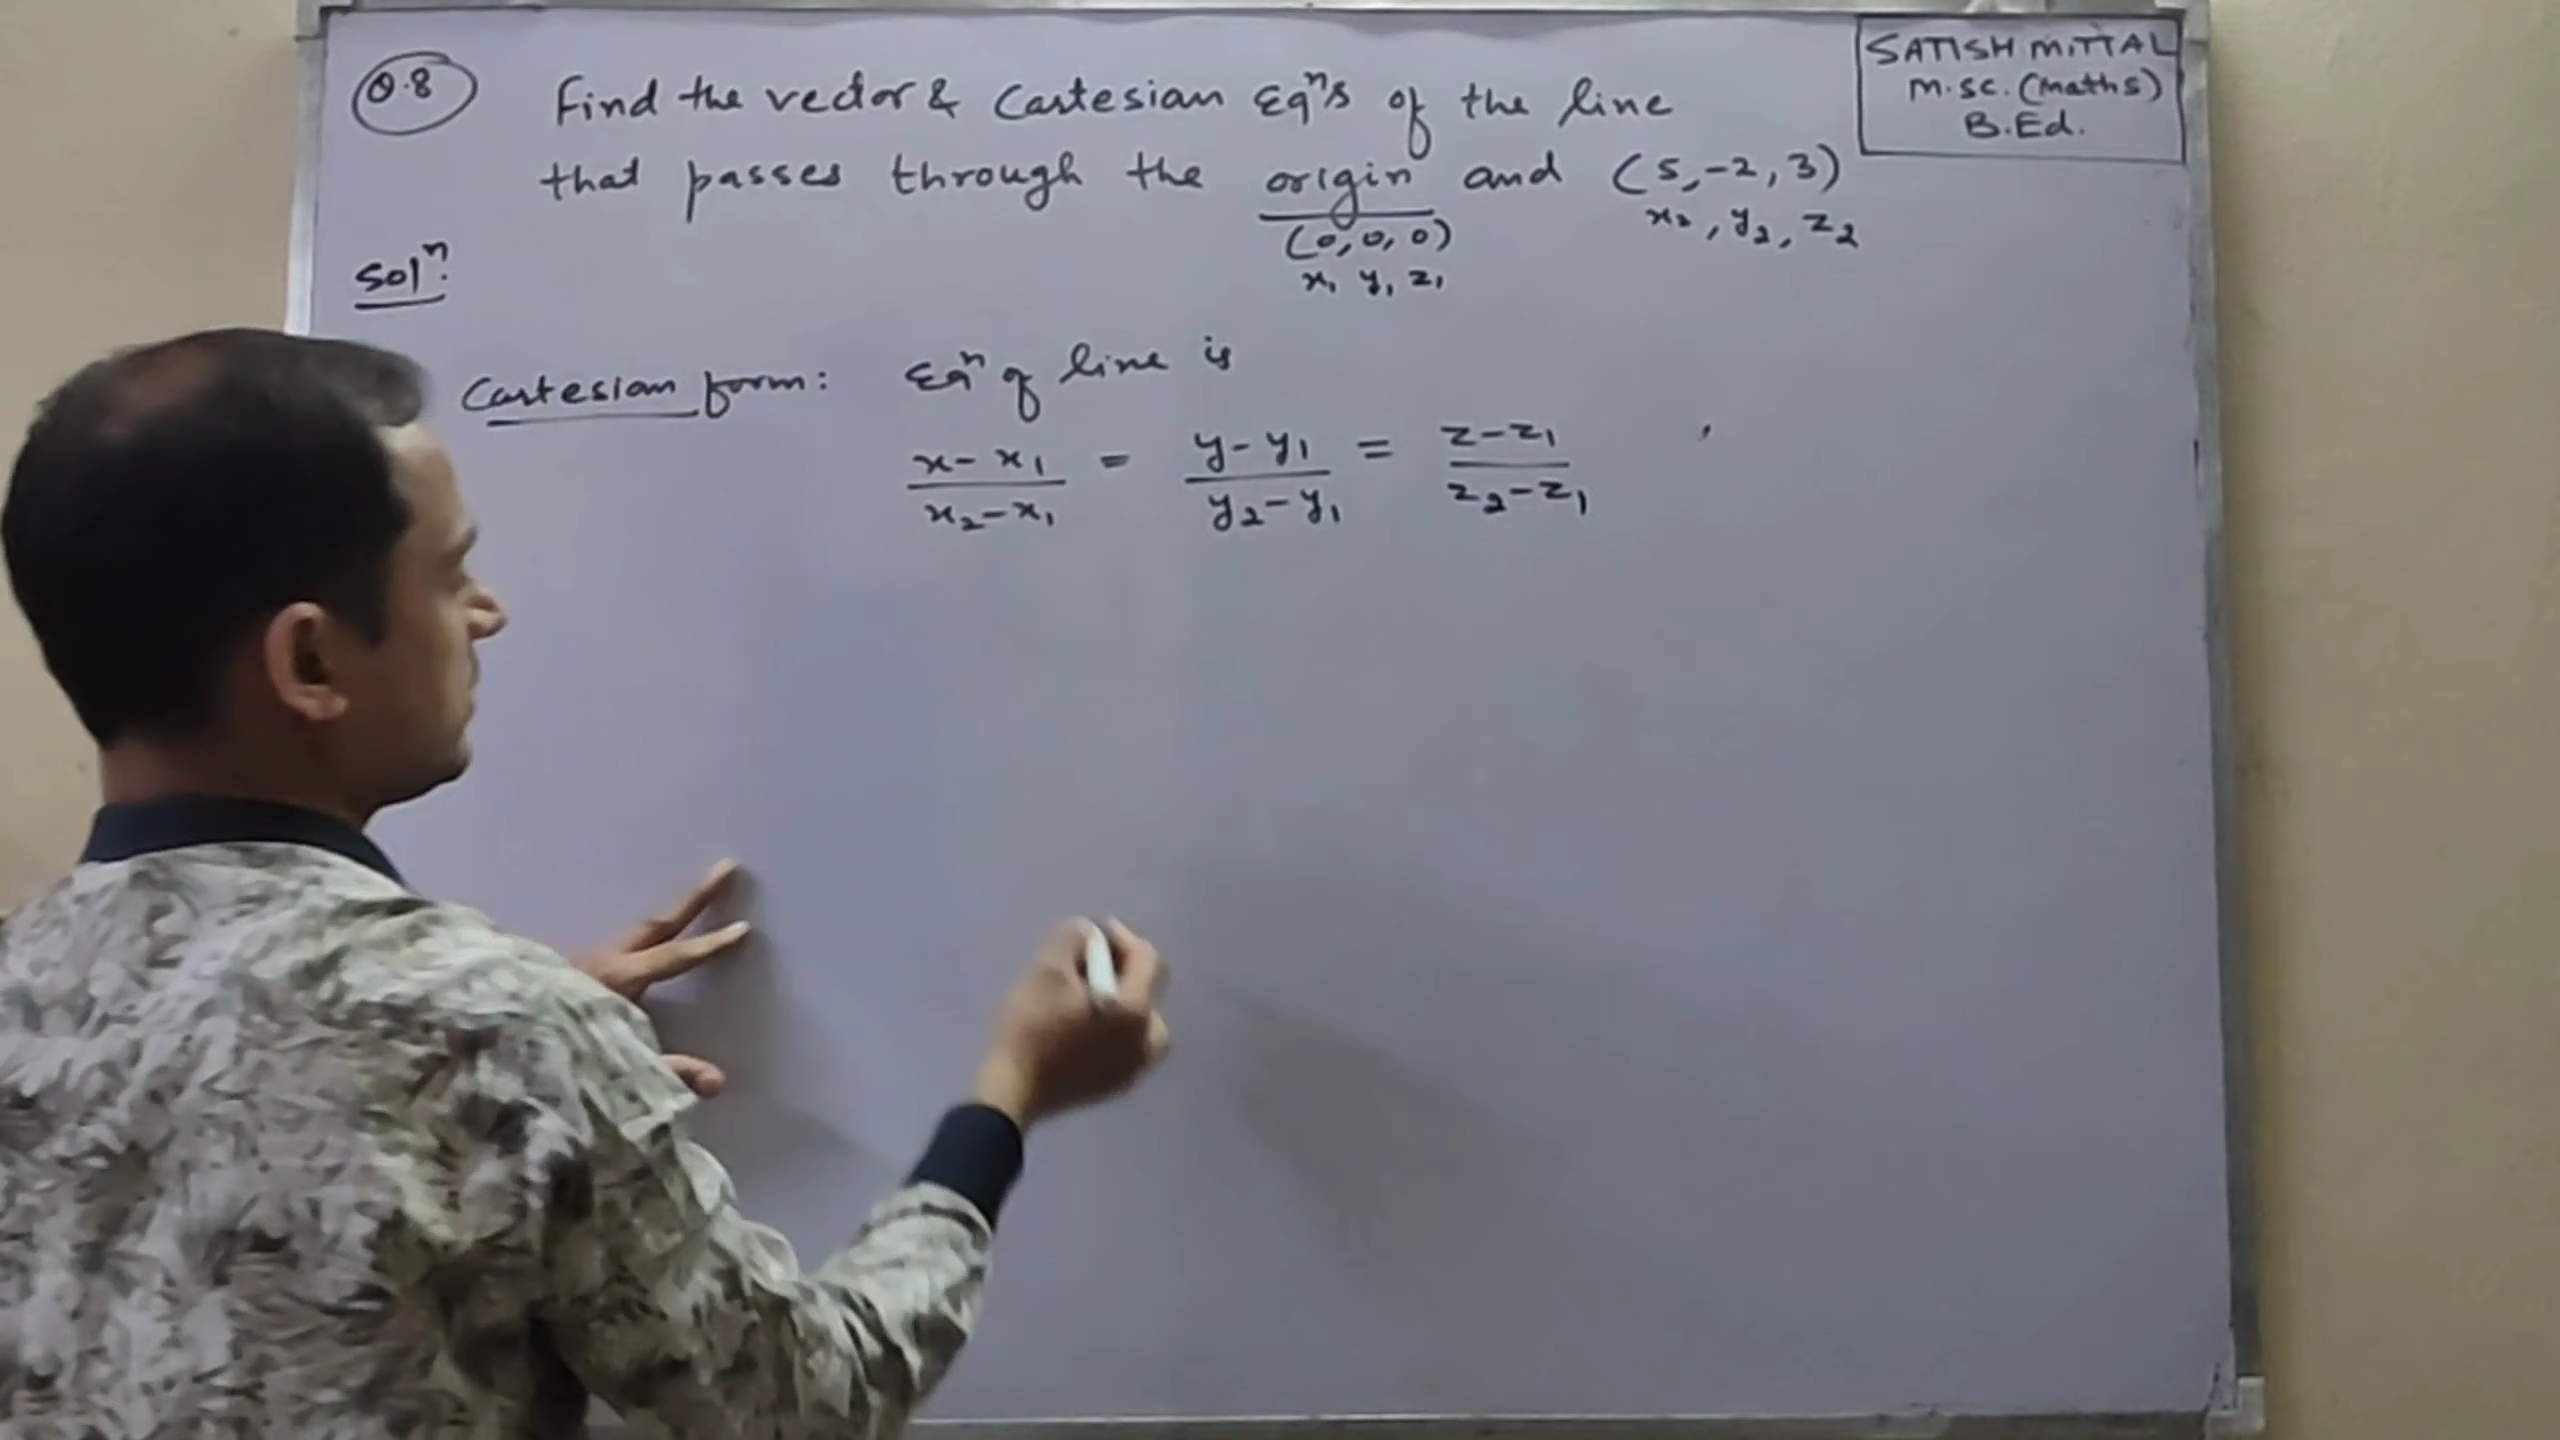 Q.8 Find the vector & Cartesian Eqⁿs of the line
that passes through the origin and (5,-2,3)
(0,0,0) x₂, y₂, z₂
x₁ y₁ z₁
Solⁿ:
Cartesian form: Eqⁿ of line is
x-x₁/x₂-x₁ = y-y₁/y₂-y₁ = z-z₁/z₂-z₁
SATISH MITTAL
M.SC. (Maths)
B.Ed.